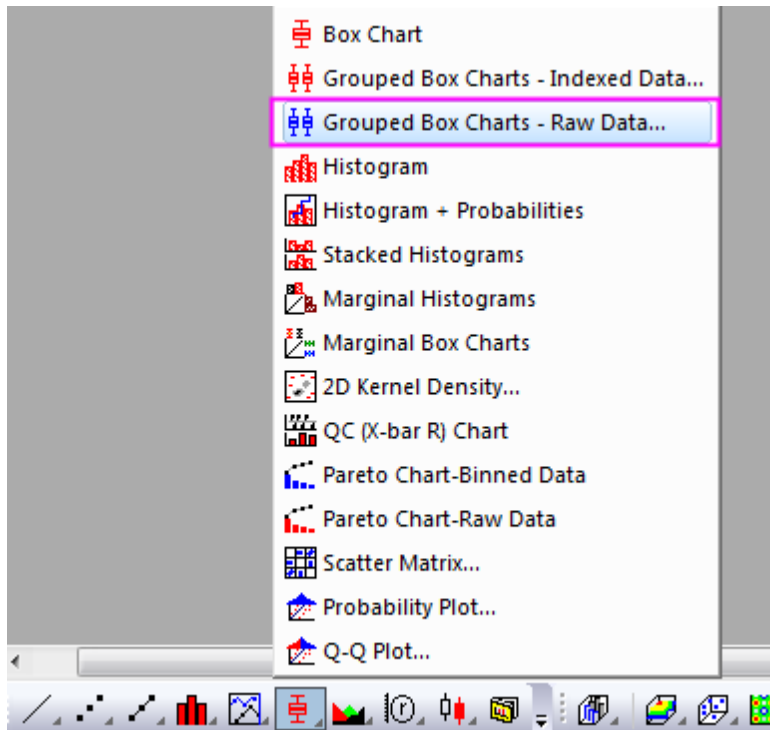 Box Chart
Grouped Box Charts - Indexed Data...
Grouped Box Charts - Raw Data...
Histogram
Histogram + Probabilities
Stacked Histograms
Marginal Histograms
Marginal Box Charts
2D Kernel Density...
QC (X-bar R) Chart
Pareto Chart-Binned Data
Pareto Chart-Raw Data
Scatter Matrix...
Probability Plot...
Q-Q Plot...